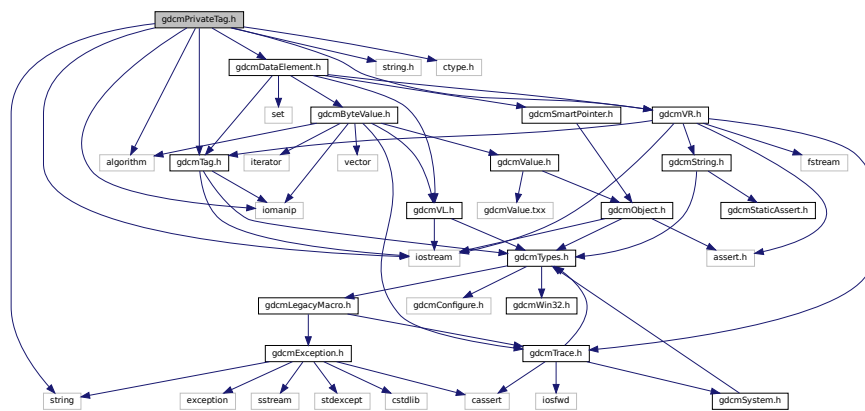 gdcmPrivateTag.h
gdcmDataElement.h
string.h
ctype.h
set
gdcmByteValue.h
gdcmSmartPointer.h
gdcmVR.h
algorithm
gdcmTag.h
iterator
vector
gdcmValue.h
gdcmString.h
fstream
iomanip
gdcmVL.h
gdcmValue.txx
gdcmObject.h
gdcmStaticAssert.h
iostream
gdcmTypes.h
assert.h
gdcmLegacyMacro.h
gdcmConfigure.h
gdcmWin32.h
gdcmException.h
gdcmTrace.h
string
exception
sstream
stdexcept
cstdlib
cassert
iosfwd
gdcmSystem.h